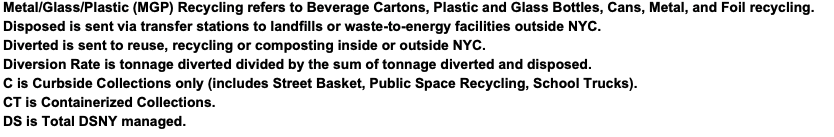 Metal/Glass/Plastic (MGP) Recycling refers to Beverage Cartons, Plastic and Glass Bottles, Cans, Metal, and Foil recycling.
Disposed is sent via transfer stations to landfills or waste-to-energy facilities outside NYC.
Diverted is sent to reuse, recycling or composting inside or outside NYC.
Diversion Rate is tonnage diverted divided by the sum of tonnage diverted and disposed.
C is Curbside Collections only (includes Street Basket, Public Space Recycling, School Trucks).
CT is Containerized Collections.
DS is Total DSNY managed.